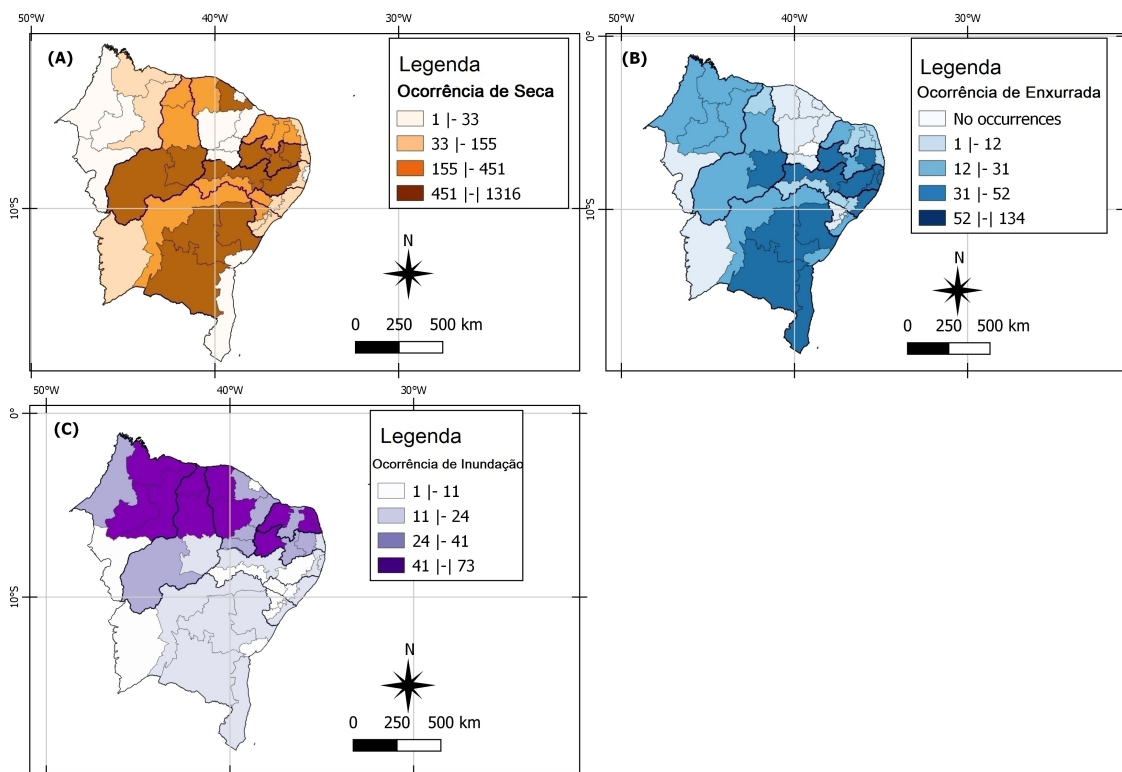 50°W
40°W
30°W
(A)
Legenda
Ocorrência de Seca
1 |- 33
33 |- 155
155 |- 451
451 -| 1316
10°S
N
0 250 500 km
50°W
40°W
30°W
0°
(B)
Legenda
Ocorrência de Enxurrada
No occurrences
1 |- 12
12 |- 31
31 |- 52
52 |-| 134
10°S
N
0 250 500 km
50°W
40°W
30°W
0°
(C)
Legenda
Ocorrência de Inundação
1 |- 11
11 |- 24
24 |- 41
41 |-| 73
10°S
N
0 250 500 km